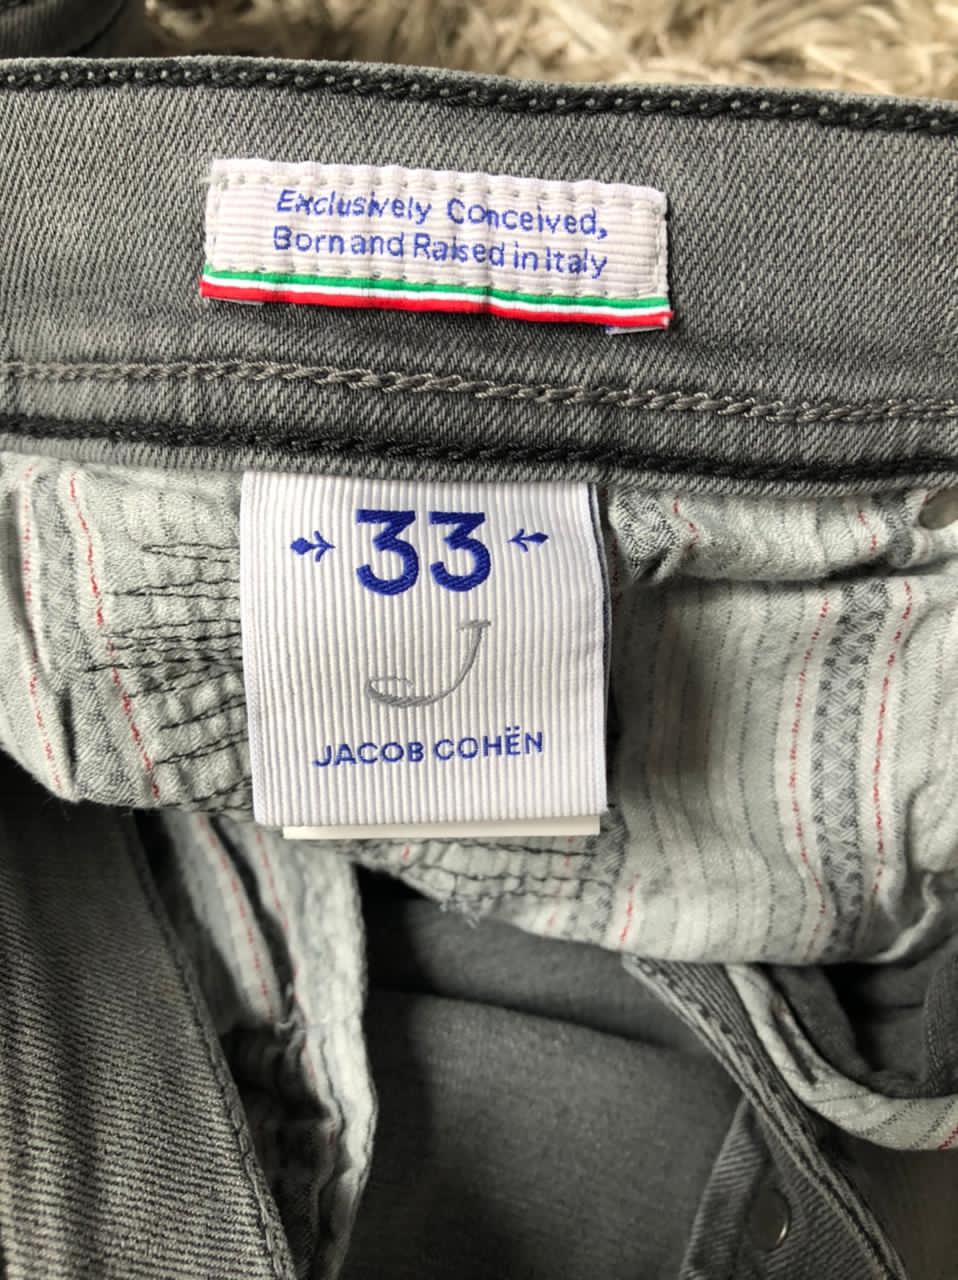 Exclusively Conceived,
Born and Raised in Italy
33
JACOB COHËN